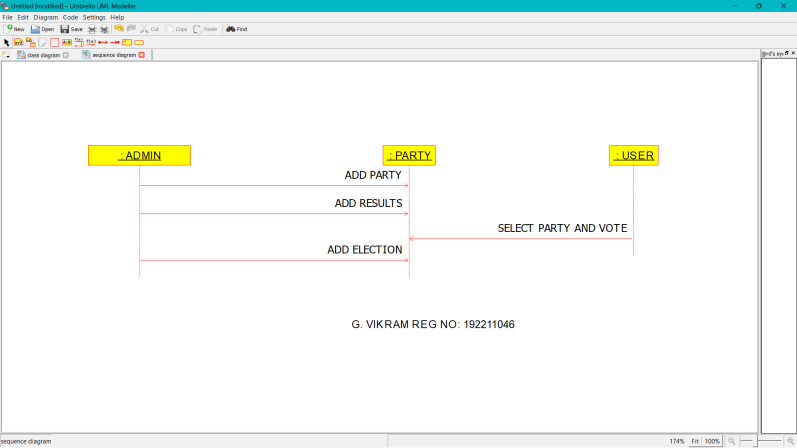 Untitled [modified] – Umbrello UML Modeller
File Edit Diagram Code Settings Help
New Open Save Cut Copy Paste Find
class diagram sequence diagram
Bird's eye
: ADMIN : PARTY : USER
ADD PARTY
ADD RESULTS
SELECT PARTY AND VOTE
ADD ELECTION
G. VIKRAM REG NO: 192211046
sequence diagram 174% Fit 100%